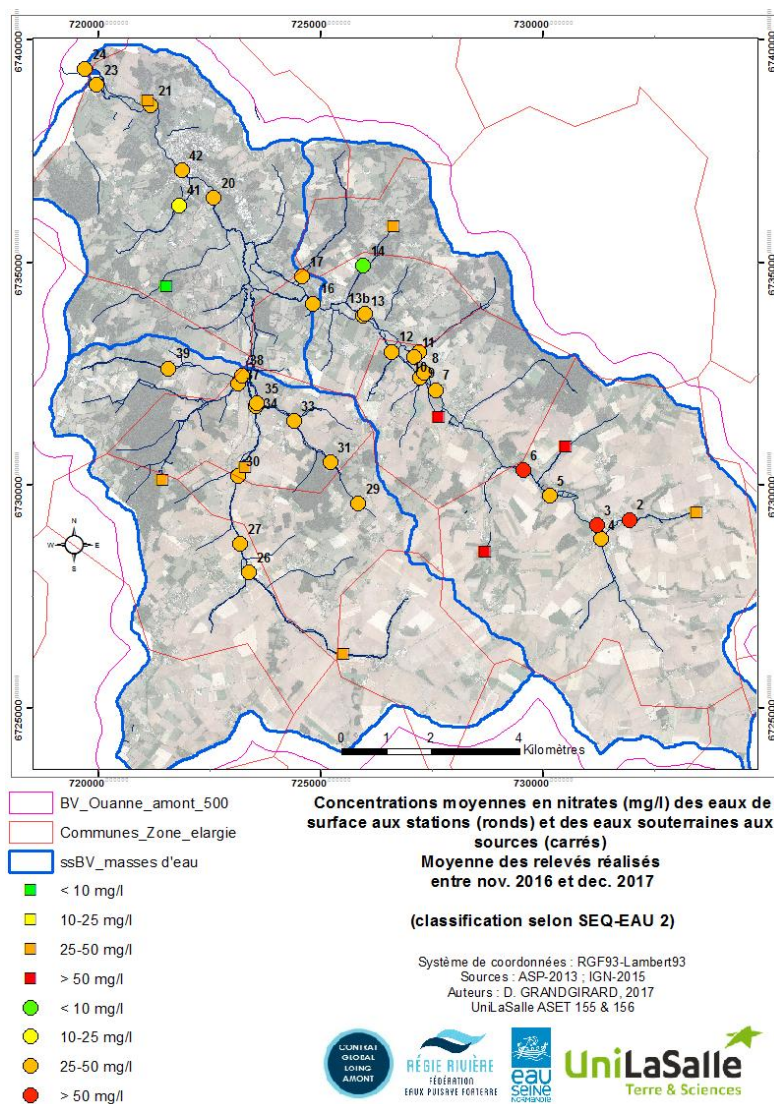 720000 725000 730000
6740000 6740000
24
23
21
42
41
20
17
14
16
13b 13
12 11
8
10 9 7
39
38
37
35
34 33
31
30
29
6
5
3 2
4
27
26
6735000 6735000
6730000 6730000
6725000 6725000
N
W E
S
0 1 2 4
Kilomètres
720000 725000 730000
BV_Ouanne_amont_500
Communes_Zone_elargie
ssBV_masses d'eau
< 10 mg/l
10-25 mg/l
25-50 mg/l
> 50 mg/l
< 10 mg/l
10-25 mg/l
25-50 mg/l
> 50 mg/l
Concentrations moyennes en nitrates (mg/l) des eaux de
surface aux stations (ronds) et des eaux souterraines aux
sources (carrés)
Moyenne des relevés réalisés
entre nov. 2016 et dec. 2017
(classification selon SEQ-EAU 2)
Système de coordonnées : RGF93-Lambert93
Sources : ASP-2013 ; IGN-2015
Auteurs : D. GRANDGIRARD, 2017
UniLaSalle ASET 155 & 156
CONTRAT
GLOBAL
LOING
AMONT
RÉGIE RIVIÈRE
FÉDÉRATION
EAUX PUISAYE FORTERRE
eau
SEINE
NORMANDIE
UniLaSalle
Terre & Sciences